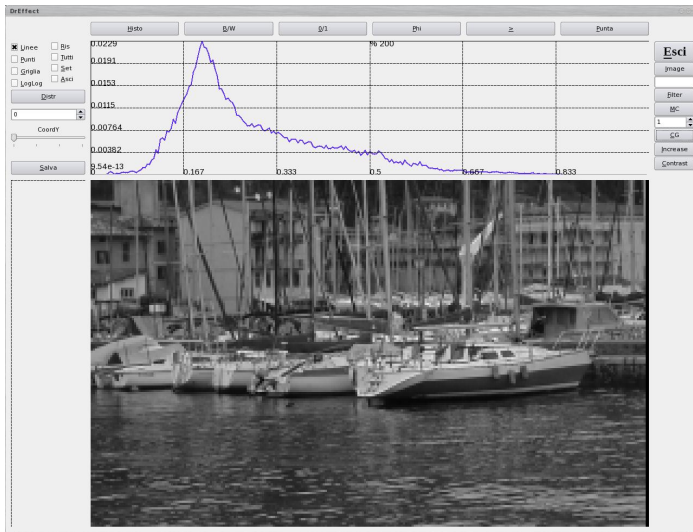 DrEffect
Histo
B/W
0/1
Phi
≥
Punta
Linee
Ris
Punti
Tutti
Griglia
Set
LogLog
Asci
Distr
0
CoordY
Salva
0.0229
% 200
0.0191
0.0153
0.0115
0.00764
0.00382
9.54e-13
0
0.167
0.333
0.5
0.667
0.833
Esci
Image
Filter
MC
1
CG
Increase
Contrast